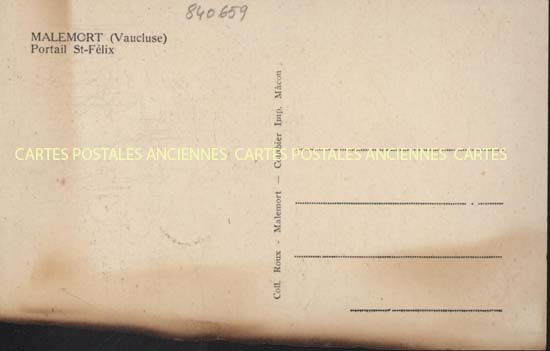 840659
MALEMORT (Vaucluse)
Portail St-Félix
CARTES POSTALES ANCIENNES CARTES POSTALES ANCIENNES CARTES
Coll. Roux - Malemort — Combier Imp. Mâcon.